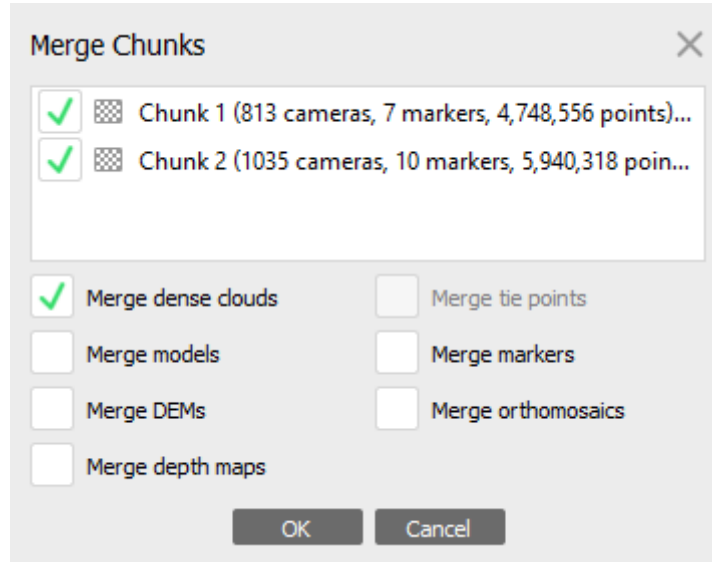 Merge Chunks
Chunk 1 (813 cameras, 7 markers, 4,748,556 points)...
Chunk 2 (1035 cameras, 10 markers, 5,940,318 poin...
Merge dense clouds
Merge tie points
Merge models
Merge markers
Merge DEMs
Merge orthomosaics
Merge depth maps
OK
Cancel